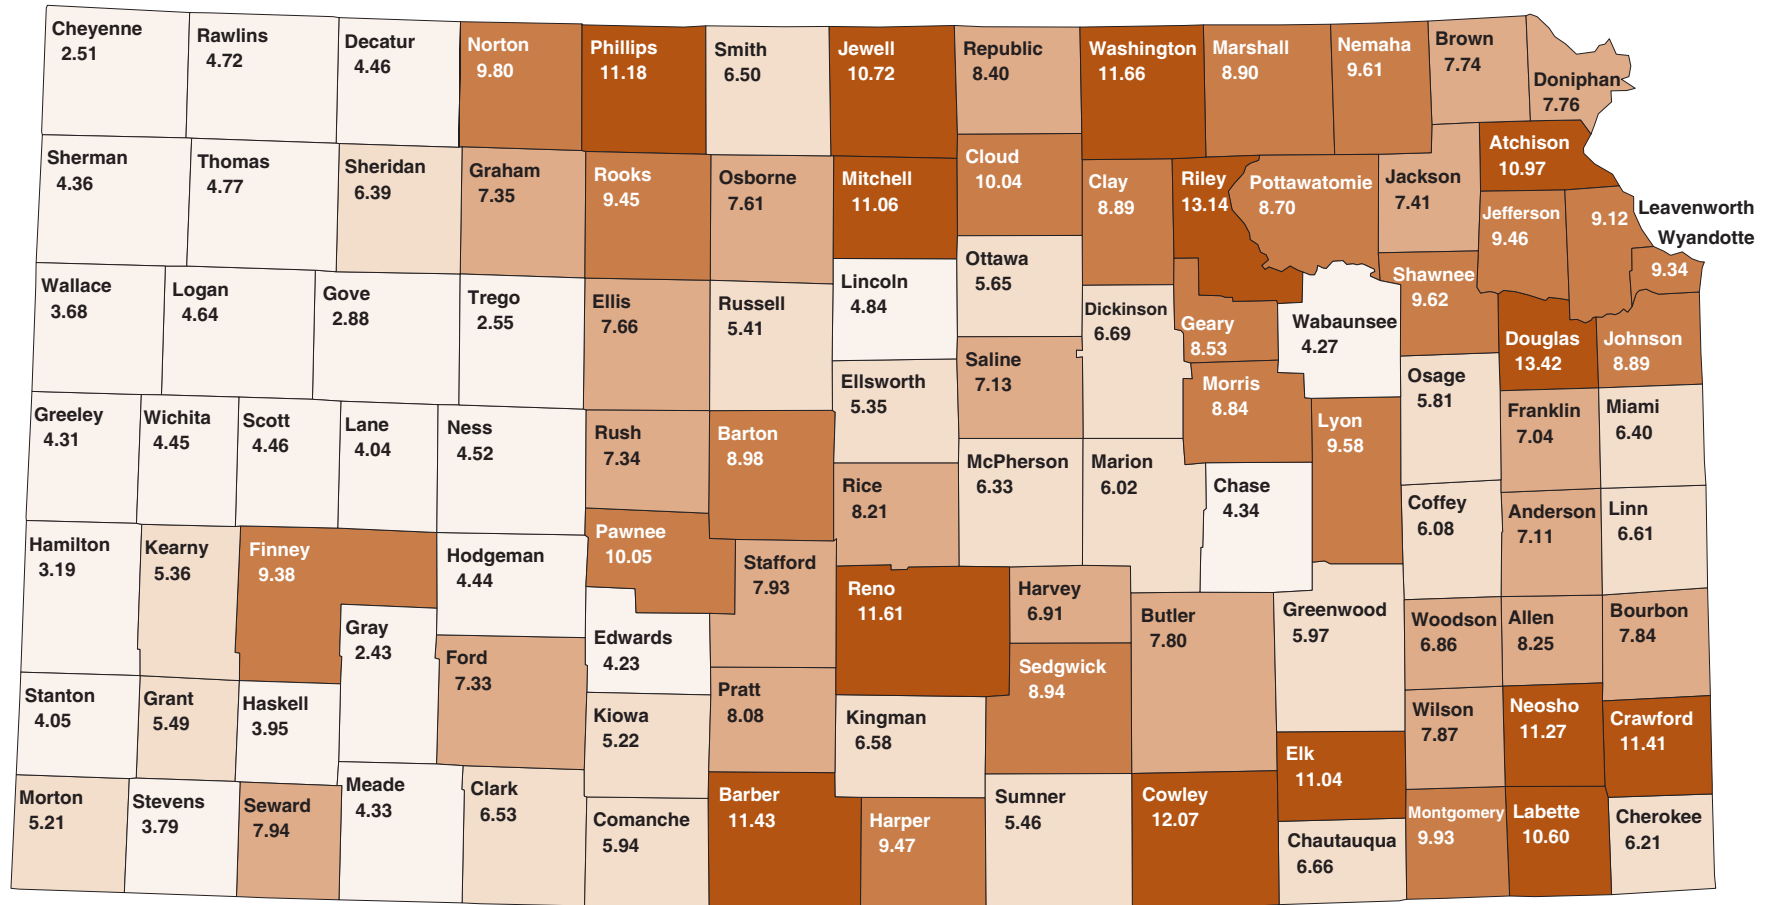 Cheyenne
2.51
Rawlins
4.72
Decatur
4.46
Norton
9.80
Phillips
11.18
Smith
6.50
Jewell
10.72
Republic
8.40
Washington
11.66
Marshall
8.90
Nemaha
9.61
Brown
7.74
Doniphan
7.76
Atchison
10.97
Sherman
4.36
Thomas
4.77
Sheridan
6.39
Graham
7.35
Rooks
9.45
Osborne
7.61
Mitchell
11.06
Cloud
10.04
Clay
8.89
Riley
13.14
Pottawatomie
8.70
Jackson
7.41
Jefferson
9.46
9.12
Leavenworth
Wyandotte
9.34
Wallace
3.68
Logan
4.64
Gove
2.88
Trego
2.55
Ellis
7.66
Russell
5.41
Lincoln
4.84
Ottawa
5.65
Dickinson
6.69
Geary
8.53
Wabaunsee
4.27
Shawnee
9.62
Douglas
13.42
Johnson
8.89
Ellsworth
5.35
Saline
7.13
Morris
8.84
Osage
5.81
Franklin
7.04
Miami
6.40
Greeley
4.31
Wichita
4.45
Scott
4.46
Lane
4.04
Ness
4.52
Rush
7.34
Barton
8.98
Rice
8.21
McPherson
6.33
Marion
6.02
Chase
4.34
Lyon
9.58
Coffey
6.08
Anderson
7.11
Linn
6.61
Hamilton
3.19
Kearny
5.36
Finney
9.38
Hodgeman
4.44
Pawnee
10.05
Stafford
7.93
Reno
11.61
Harvey
6.91
Butler
7.80
Greenwood
5.97
Woodson
6.86
Allen
8.25
Bourbon
7.84
Gray
2.43
Ford
7.33
Edwards
4.23
Sedgwick
8.94
Stanton
4.05
Grant
5.49
Haskell
3.95
Kiowa
5.22
Pratt
8.08
Kingman
6.58
Elk
11.04
Wilson
7.87
Neosho
11.27
Crawford
11.41
Morton
5.21
Stevens
3.79
Seward
7.94
Meade
4.33
Clark
6.53
Comanche
5.94
Barber
11.43
Harper
9.47
Sumner
5.46
Cowley
12.07
Chautauqua
6.66
Montgomery
9.93
Labette
10.60
Cherokee
6.21